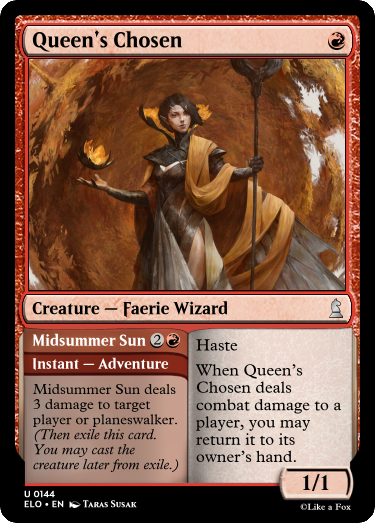 Queen's Chosen
Creature — Faerie Wizard
Midsummer Sun 2
Instant — Adventure
Midsummer Sun deals
3 damage to target
player or planeswalker.
(Then exile this card.
You may cast the
creature later from exile.)
Haste
When Queen's
Chosen deals
combat damage to a
player, you may
return it to its
owner's hand.
1/1
U 0144
ELO • EN Taras Susak
©Like a Fox